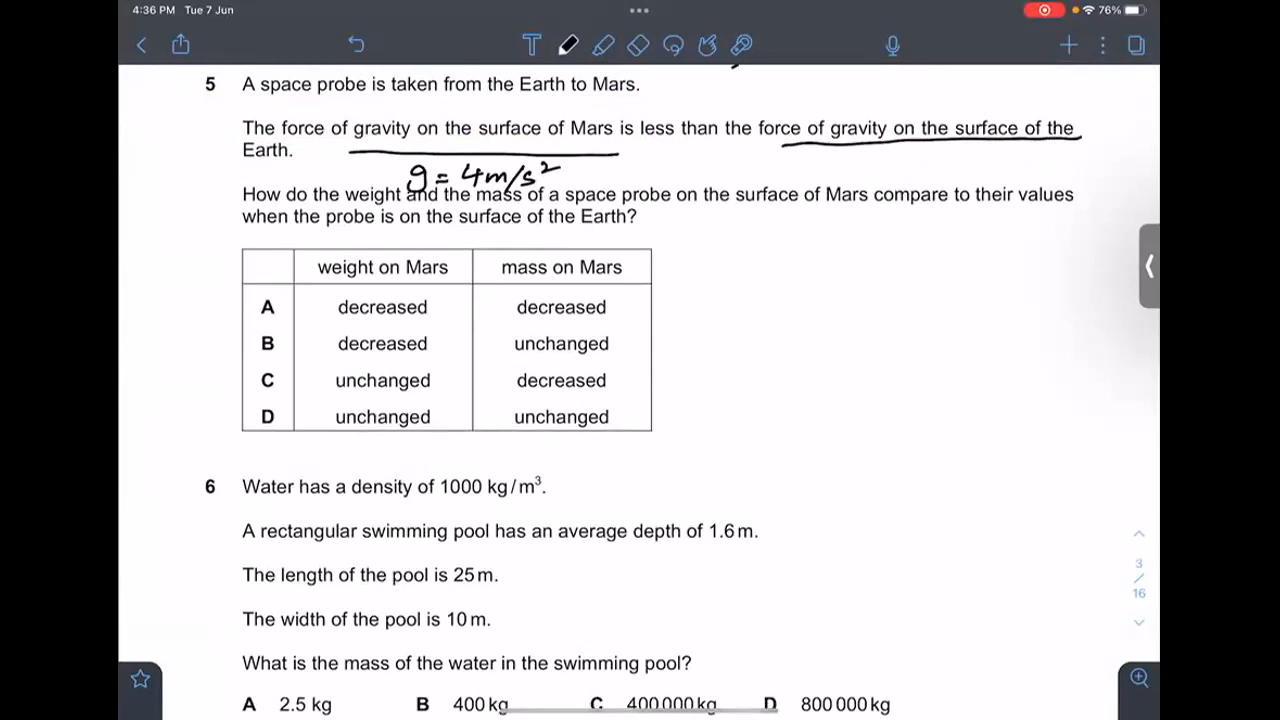 4:36 PM Tue 7 Jun
76%
5 A space probe is taken from the Earth to Mars.
The force of gravity on the surface of Mars is less than the force of gravity on the surface of the
Earth.
g = 4m/s²
How do the weight and the mass of a space probe on the surface of Mars compare to their values
when the probe is on the surface of the Earth?
weight on Mars mass on Mars
A decreased decreased
B decreased unchanged
C unchanged decreased
D unchanged unchanged
6 Water has a density of 1000 kg/m³.
A rectangular swimming pool has an average depth of 1.6 m.
The length of the pool is 25 m.
The width of the pool is 10 m.
What is the mass of the water in the swimming pool?
A 2.5 kg B 400 kg C 400 000 kg D 800 000 kg
3
/
16